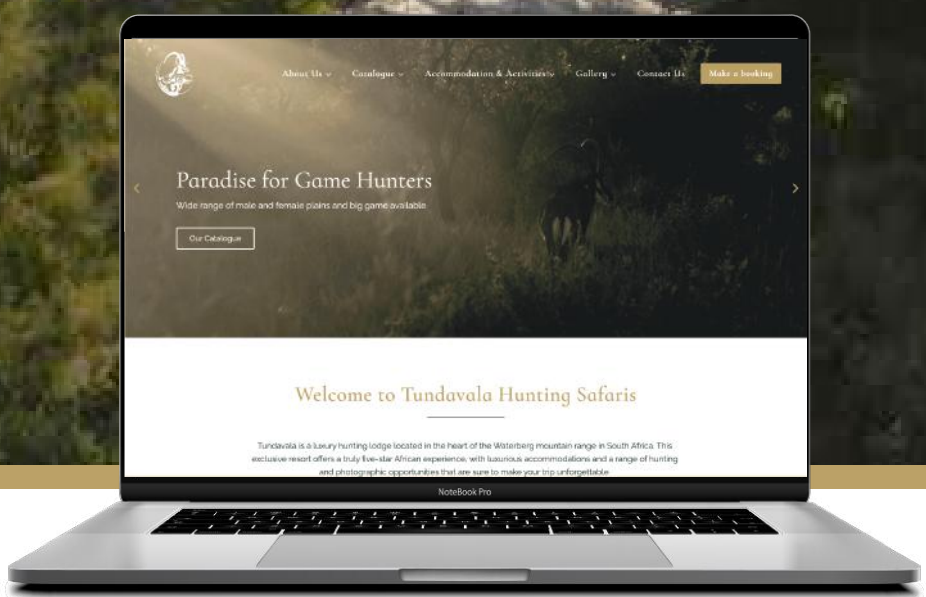 About Us
Catalogue
Accommodation & Activities
Gallery
Contact Us
Make a booking
Paradise for Game Hunters
Wide range of male and female plains and big game available.
Our Catalogue
Welcome to Tundavala Hunting Safaris
Tundavala is a luxury hunting lodge located in the heart of the Waterberg mountain range in South Africa. This
exclusive resort offers a truly five-star African experience, with luxurious accommodations and a range of hunting
and photographic opportunities that are sure to make your trip unforgettable
NoteBook Pro